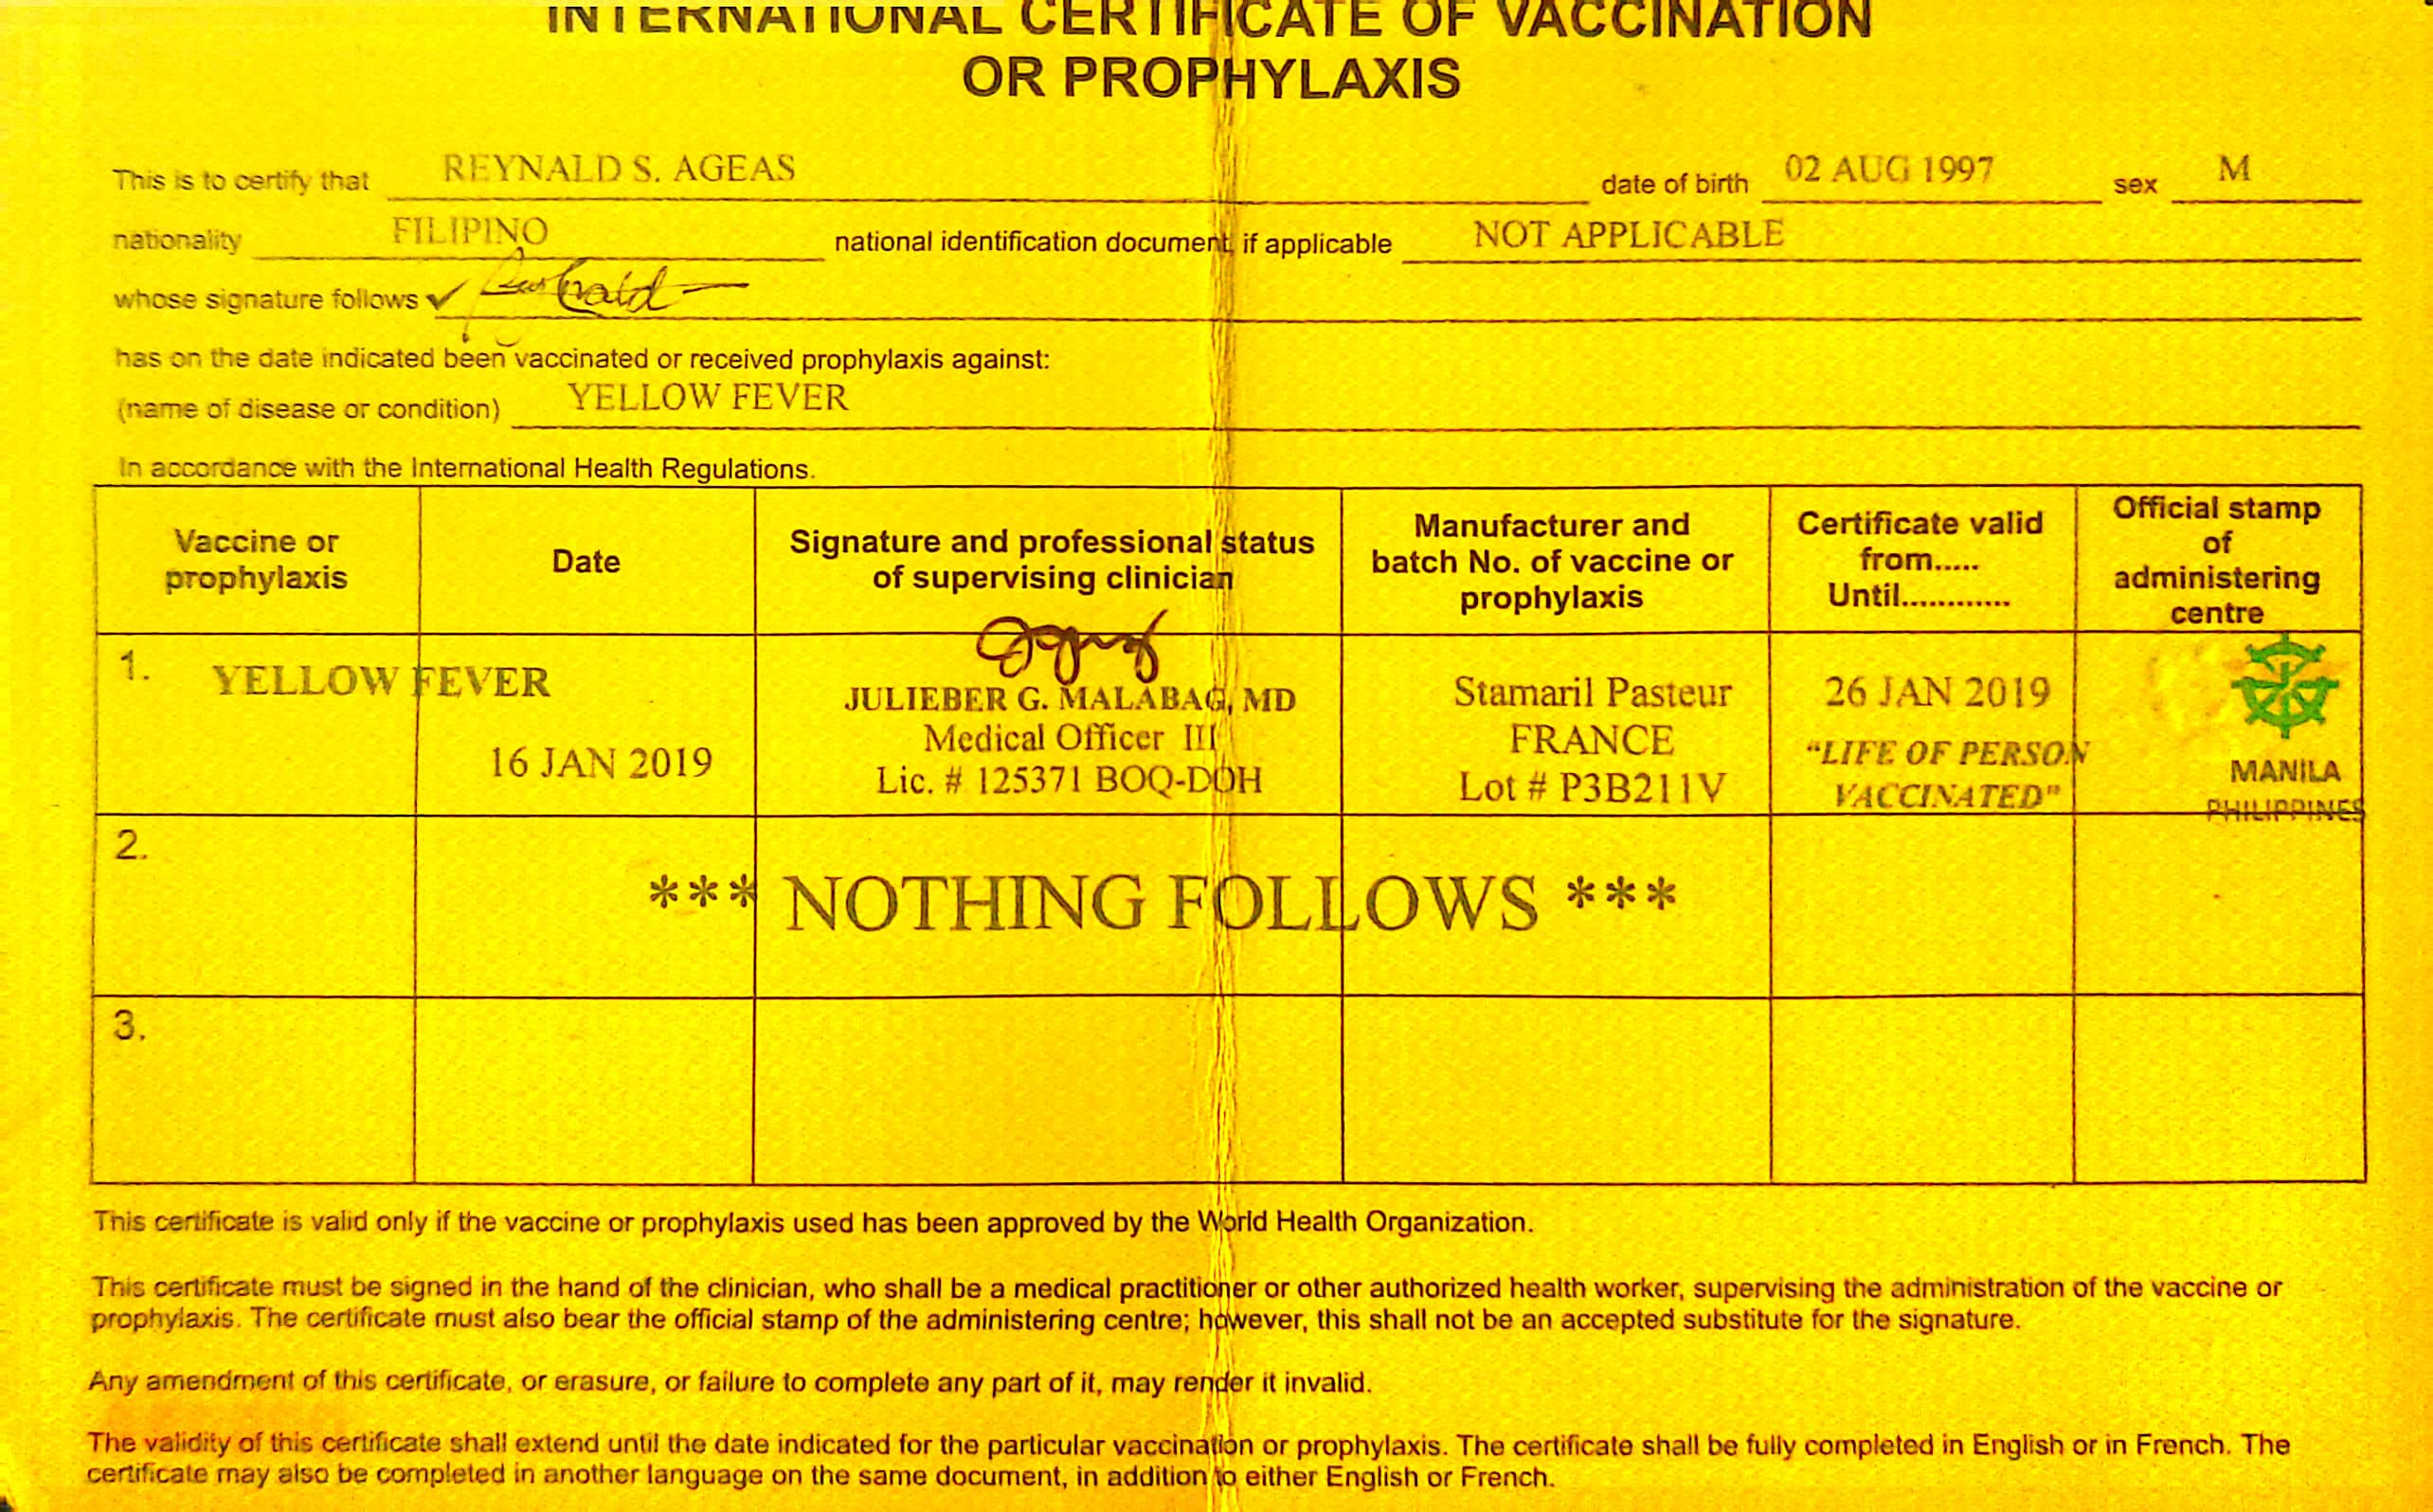 INTERNATIONAL CERTIFICATE OF VACCINATION
OR PROPHYLAXIS
This is to certify that REYNALD S. AGEAS date of birth 02 AUG 1997 sex M
nationality FILIPINO national identification document, if applicable NOT APPLICABLE
whose signature follows ✓
has on the date indicated been vaccinated or received prophylaxis against:
(name of disease or condition) YELLOW FEVER
In accordance with the International Health Regulations.
Vaccine or prophylaxis
Date
Signature and professional status of supervising clinician
Manufacturer and batch No. of vaccine or prophylaxis
Certificate valid from..... Until............
Official stamp of administering centre
1. YELLOW FEVER
16 JAN 2019
JULIEBER G. MALABAG, MD
Medical Officer III
Lic. # 125371 BOQ-DOH
Stamaril Pasteur
FRANCE
Lot # P3B211V
26 JAN 2019
"LIFE OF PERSON
VACCINATED"
MANILA
PHILIPPINES
2.
*** NOTHING FOLLOWS ***
3.
This certificate is valid only if the vaccine or prophylaxis used has been approved by the World Health Organization.
This certificate must be signed in the hand of the clinician, who shall be a medical practitioner or other authorized health worker, supervising the administration of the vaccine or
prophylaxis. The certificate must also bear the official stamp of the administering centre; however, this shall not be an accepted substitute for the signature.
Any amendment of this certificate, or erasure, or failure to complete any part of it, may render it invalid.
The validity of this certificate shall extend until the date indicated for the particular vaccination or prophylaxis. The certificate shall be fully completed in English or in French. The
certificate may also be completed in another language on the same document, in addition to either English or French.